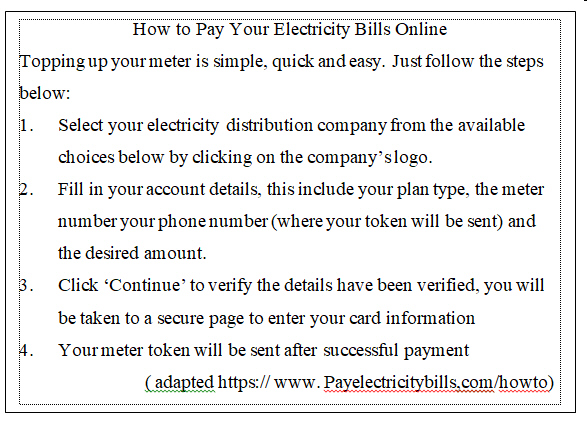 How to Pay Your Electricity Bills Online
Topping up your meter is simple, quick and easy. Just follow the steps
below:
1. Select your electricity distribution company from the available
choices below by clicking on the company's logo.
2. Fill in your account details, this include your plan type, the meter
number your phone number (where your token will be sent) and
the desired amount.
3. Click ‘Continue’ to verify the details have been verified, you will
be taken to a secure page to enter your card information
4. Your meter token will be sent after successful payment
( adapted https:// www. Payelectricitybills,com/howto)